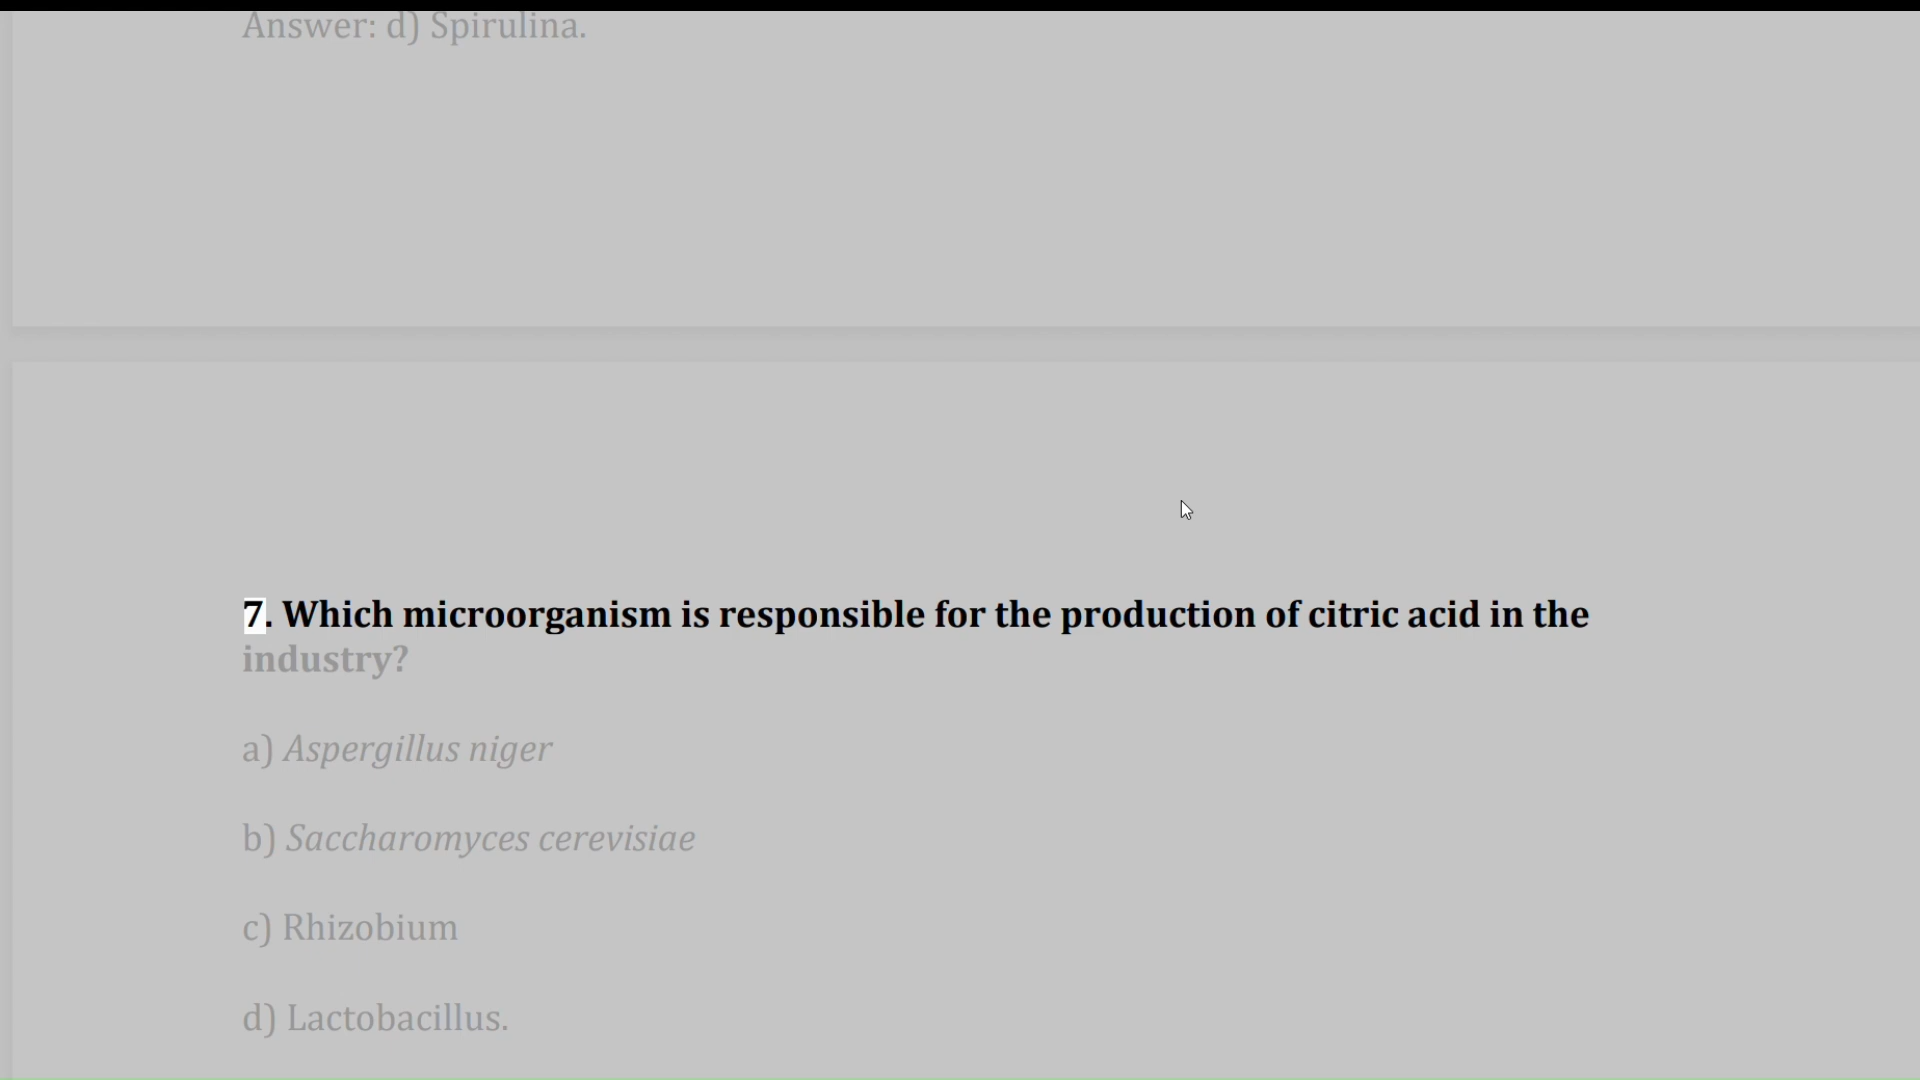 Answer: d) Spirulina.
7. Which microorganism is responsible for the production of citric acid in the
industry?
a) Aspergillus niger
b) Saccharomyces cerevisiae
c) Rhizobium
d) Lactobacillus.